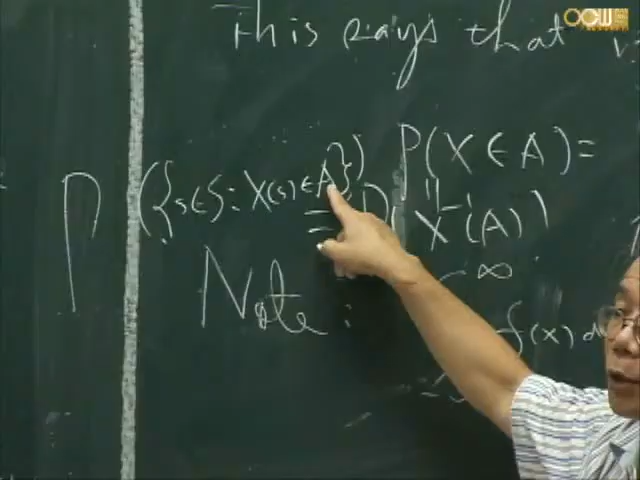 OCW
This says that
P({s∈S: X(s)∈A}) P(X∈A)=
= P(X⁻¹(A))
Note: ∞
f(x)d